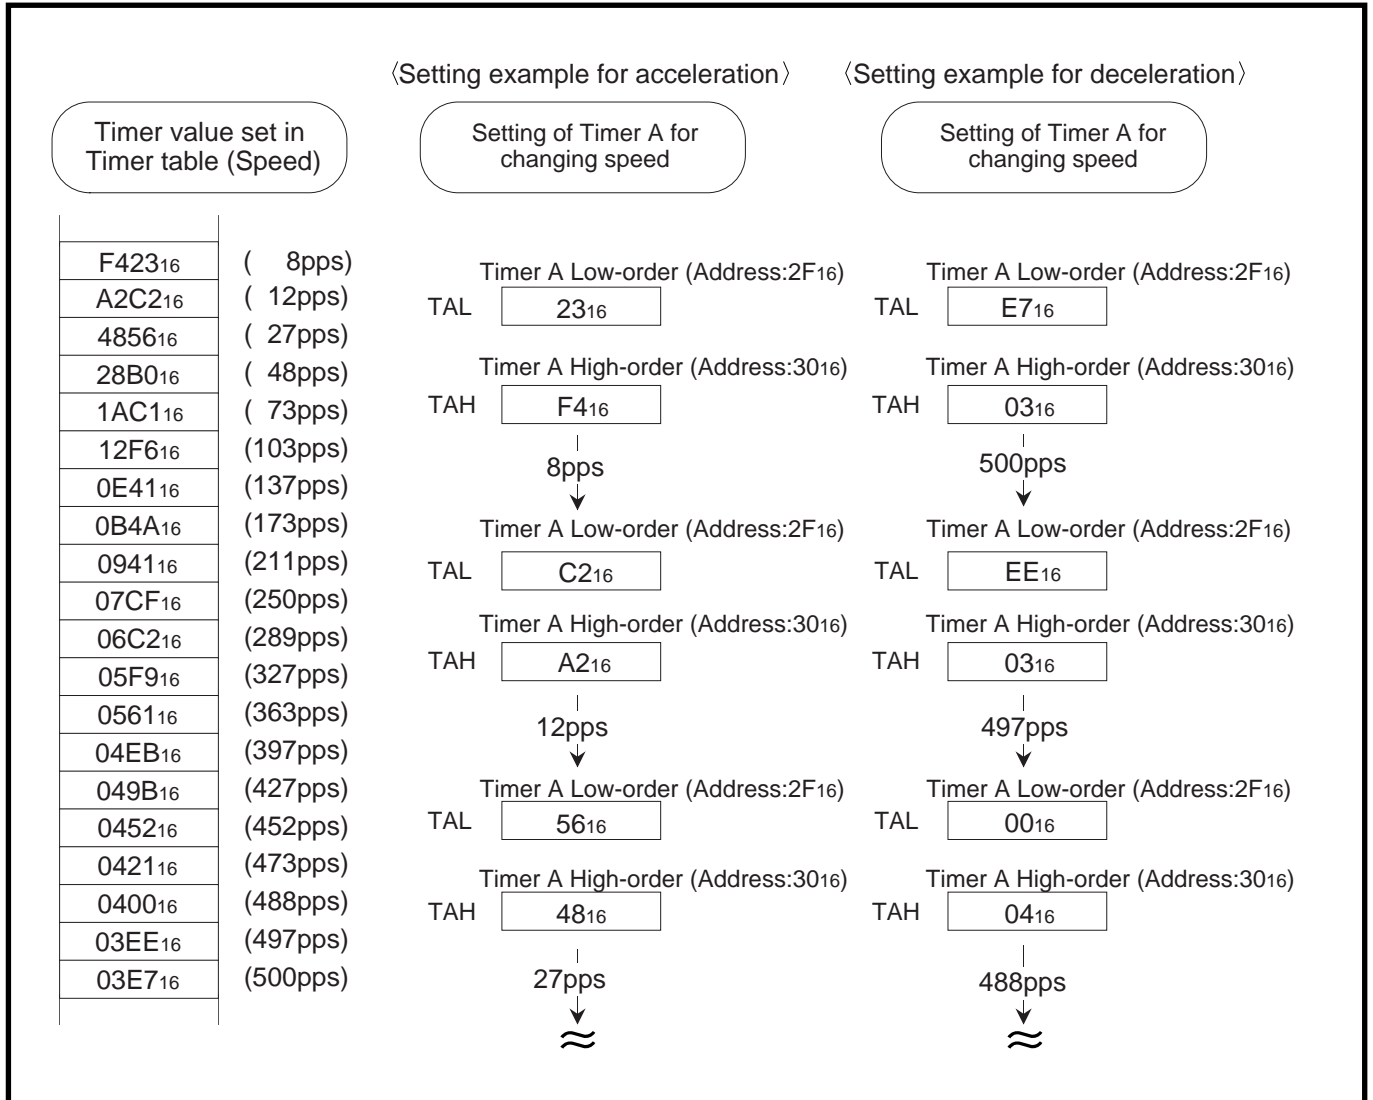 〈Setting example for acceleration〉 〈Setting example for deceleration〉
Timer value set in
Timer table (Speed)
Setting of Timer A for
changing speed
Setting of Timer A for
changing speed
F42316 ( 8pps)
A2C216 ( 12pps)
485616 ( 27pps)
28B016 ( 48pps)
1AC116 ( 73pps)
12F616 (103pps)
0E4116 (137pps)
0B4A16 (173pps)
094116 (211pps)
07CF16 (250pps)
06C216 (289pps)
05F916 (327pps)
056116 (363pps)
04EB16 (397pps)
049B16 (427pps)
045216 (452pps)
042116 (473pps)
040016 (488pps)
03EE16 (497pps)
03E716 (500pps)
Timer A Low-order (Address:2F16)
TAL 2316
Timer A High-order (Address:3016)
TAH F416
8pps
Timer A Low-order (Address:2F16)
TAL C216
Timer A High-order (Address:3016)
TAH A216
12pps
Timer A Low-order (Address:2F16)
TAL 5616
Timer A High-order (Address:3016)
TAH 4816
27pps
≈
Timer A Low-order (Address:2F16)
TAL E716
Timer A High-order (Address:3016)
TAH 0316
500pps
Timer A Low-order (Address:2F16)
TAL EE16
Timer A High-order (Address:3016)
TAH 0316
497pps
Timer A Low-order (Address:2F16)
TAL 0016
Timer A High-order (Address:3016)
TAH 0416
488pps
≈